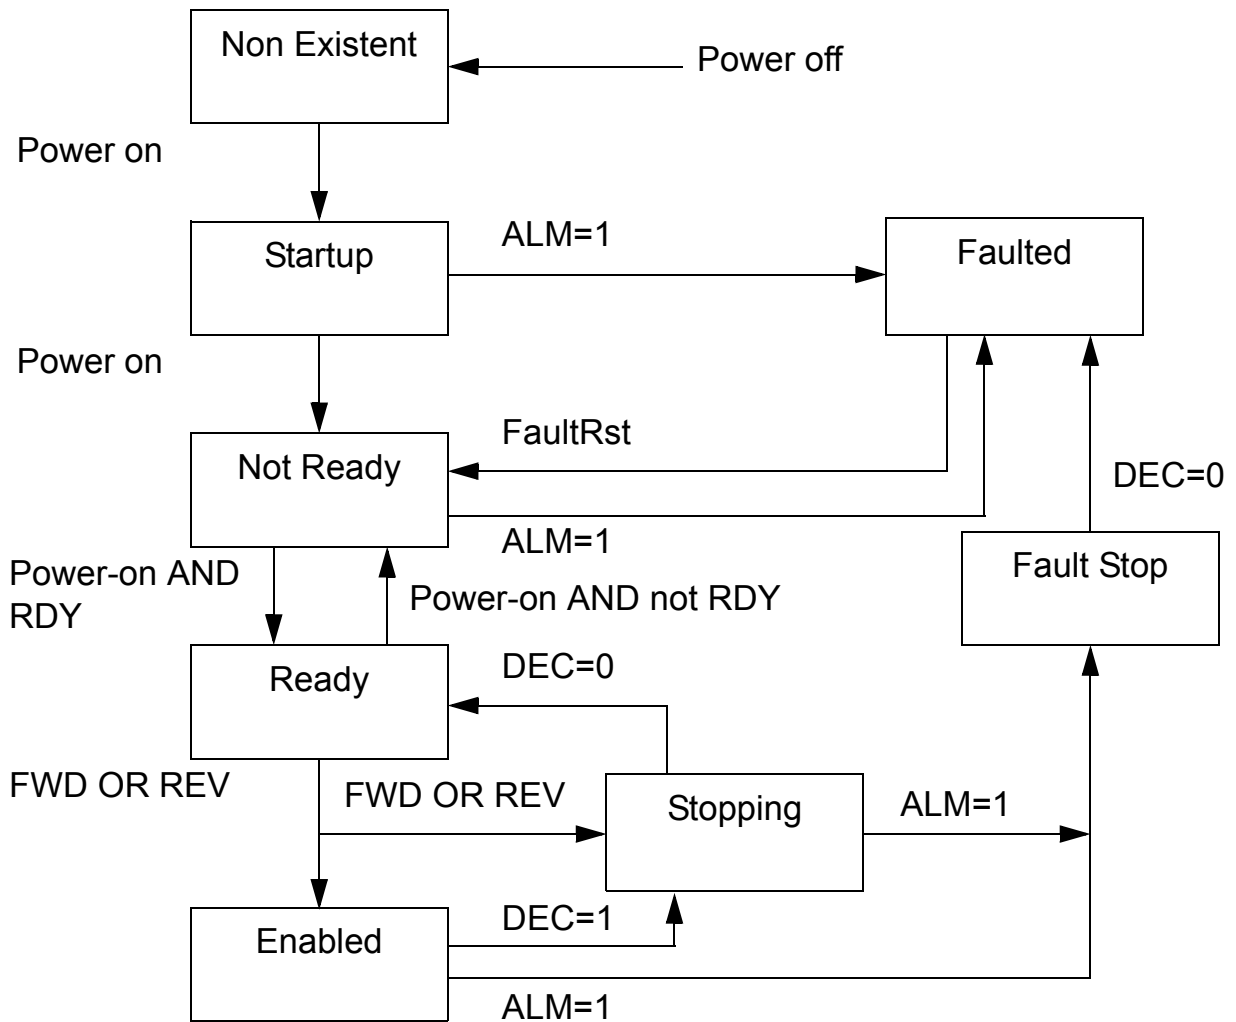 Non Existent
Power off
Power on
Startup
ALM=1
Faulted
Power on
Not Ready
FaultRst
DEC=0
ALM=1
Fault Stop
Power-on AND
RDY
Power-on AND not RDY
Ready
DEC=0
FWD OR REV
FWD OR REV
Stopping
ALM=1
DEC=1
Enabled
ALM=1